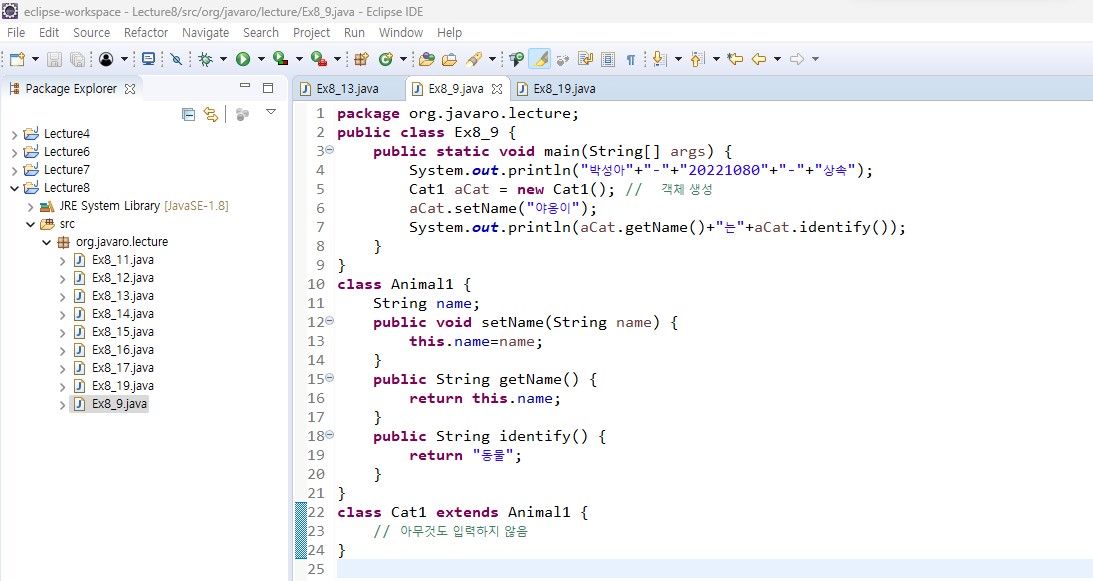 eclipse-workspace - Lecture8/src/org/javaro/lecture/Ex8_9.java - Eclipse IDE
File Edit Source Refactor Navigate Search Project Run Window Help
Package Explorer
Lecture4
Lecture6
Lecture7
Lecture8
JRE System Library [JavaSE-1.8]
src
org.javaro.lecture
Ex8_11.java
Ex8_12.java
Ex8_13.java
Ex8_14.java
Ex8_15.java
Ex8_16.java
Ex8_17.java
Ex8_19.java
Ex8_9.java
Ex8_13.java Ex8_9.java Ex8_19.java
1 package org.javaro.lecture;
2 public class Ex8_9 {
3 public static void main(String[] args) {
4 System.out.println("박성아"+"-"+"20221080"+"-"+"상속");
5 Cat1 aCat = new Cat1(); // 객체 생성
6 aCat.setName("야옹이");
7 System.out.println(aCat.getName()+"는"+aCat.identify());
8 }
9 }
10 class Animal1 {
11 String name;
12 public void setName(String name) {
13 this.name=name;
14 }
15 public String getName() {
16 return this.name;
17 }
18 public String identify() {
19 return "동물";
20 }
21 }
22 class Cat1 extends Animal1 {
23 // 아무것도 입력하지 않음
24 }
25